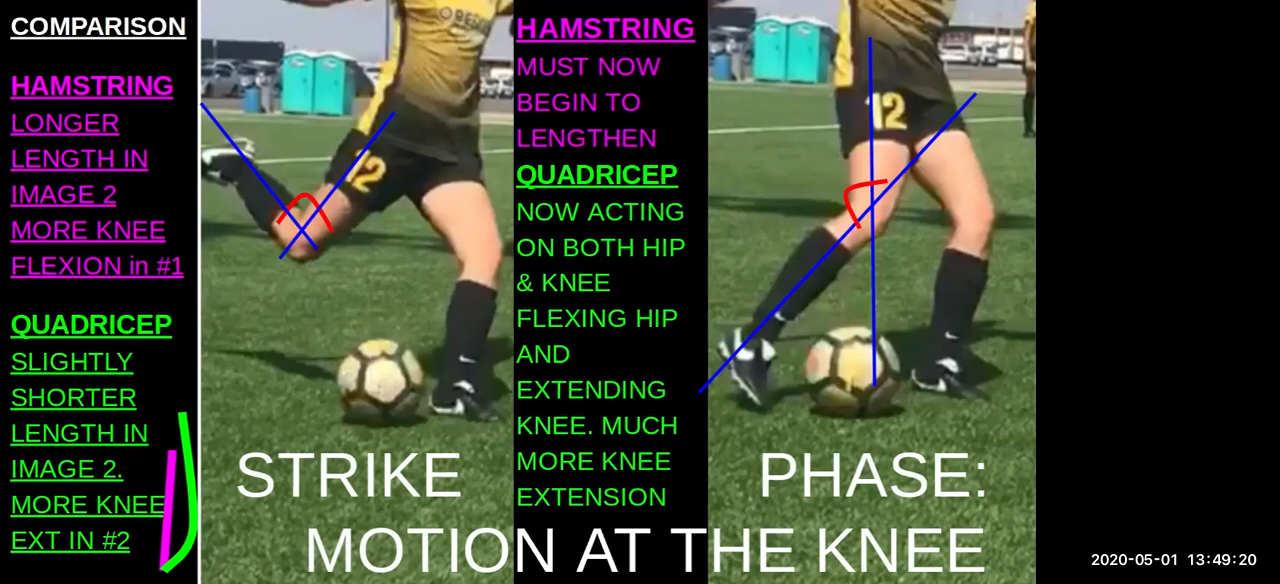 COMPARISON
HAMSTRING
LONGER
LENGTH IN
IMAGE 2
MORE KNEE
FLEXION in #1
QUADRICEP
SLIGHTLY
SHORTER
LENGTH IN
IMAGE 2.
MORE KNEE
EXT IN #2
12
HAMSTRING
MUST NOW
BEGIN TO
LENGTHEN
QUADRICEP
NOW ACTING
ON BOTH HIP
& KNEE
FLEXING HIP
AND
EXTENDING
KNEE. MUCH
MORE KNEE
EXTENSION
12
STRIKE PHASE:
MOTION AT THE KNEE
2020-05-01 13:49:20